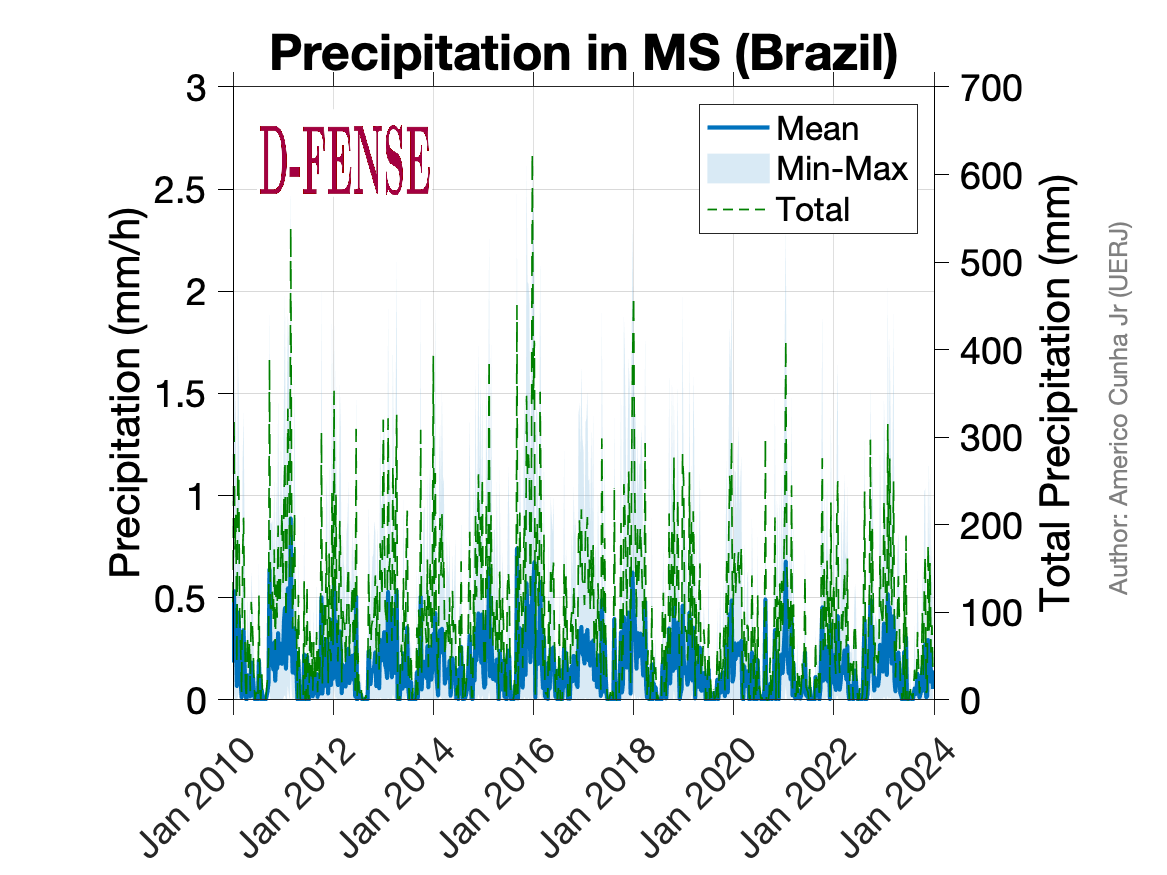 Precipitation in MS (Brazil)
D-FENSE
Mean
Min-Max
Total
3
2.5
2
1.5
1
0.5
0
Precipitation (mm/h)
700
600
500
400
300
200
100
0
Total Precipitation (mm)
Author: Americo Cunha Jr (UERJ)
Jan 2010
Jan 2012
Jan 2014
Jan 2016
Jan 2018
Jan 2020
Jan 2022
Jan 2024